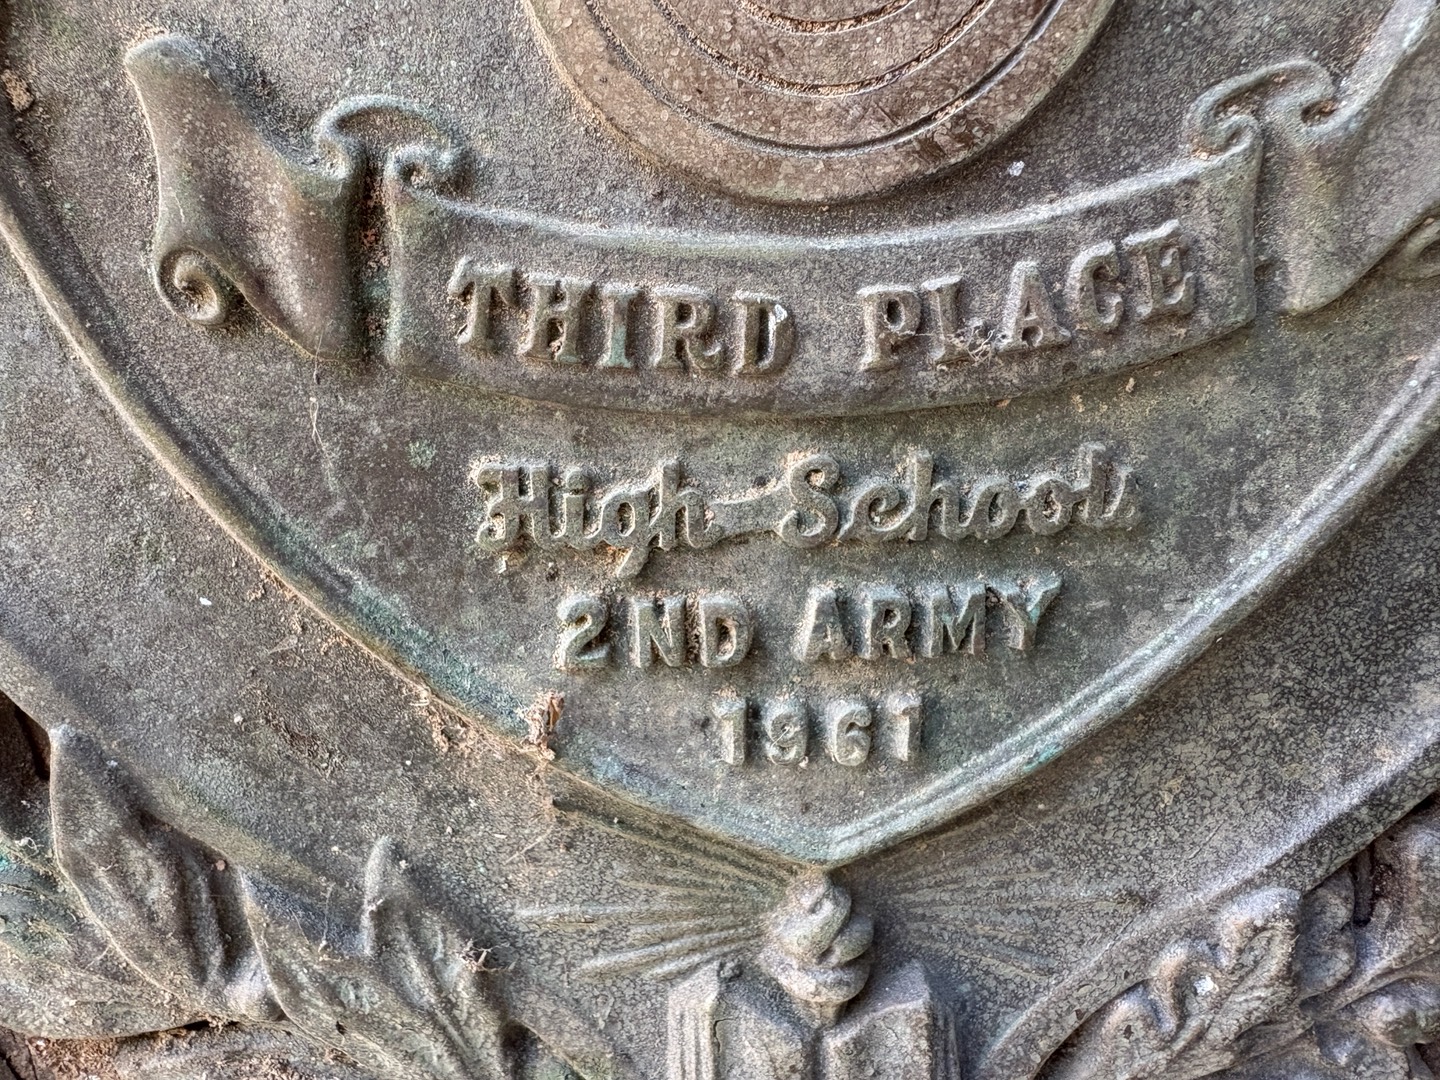 THIRD PLACE
High-School
2ND ARMY
1961